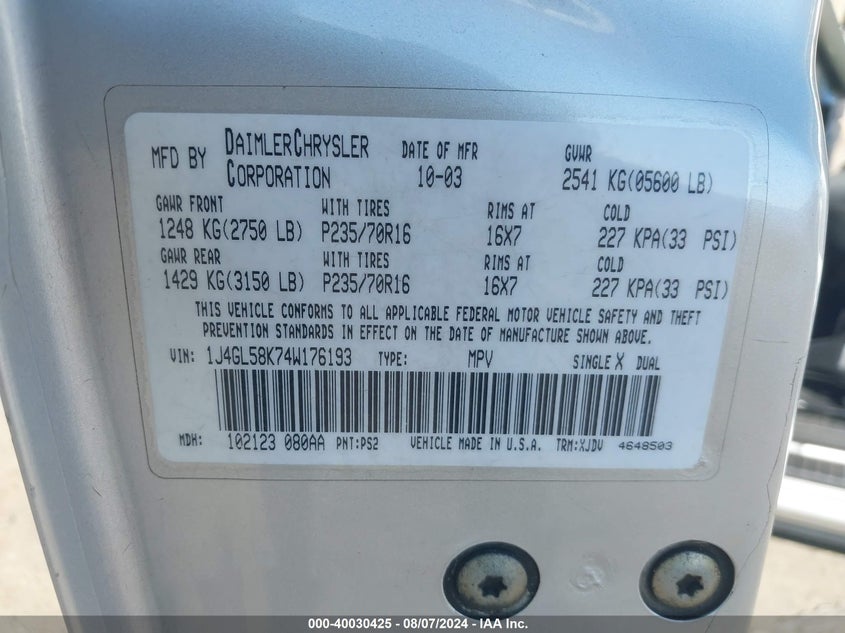 MFD BY DAIMLERCHRYSLER CORPORATION DATE OF MFR 10-03 GVWR 2541 KG(05600 LB)
GAWR FRONT WITH TIRES RIMS AT COLD
1248 KG(2750 LB) P235/70R16 16X7 227 KPA(33 PSI)
GAWR REAR WITH TIRES RIMS AT COLD
1429 KG(3150 LB) P235/70R16 16X7 227 KPA(33 PSI)
THIS VEHICLE CONFORMS TO ALL APPLICABLE FEDERAL MOTOR VEHICLE SAFETY AND THEFT
PREVENTION STANDARDS IN EFFECT ON THE DATE OF MANUFACTURE SHOWN ABOVE.
VIN: 1J4GL58K74W176193 TYPE: MPV SINGLE X DUAL
MDH: 102123 080AA PNT:PS2 VEHICLE MADE IN U.S.A. TRM:XJDV 4648503
000-40030425 - 08/07/2024 - IAA Inc.